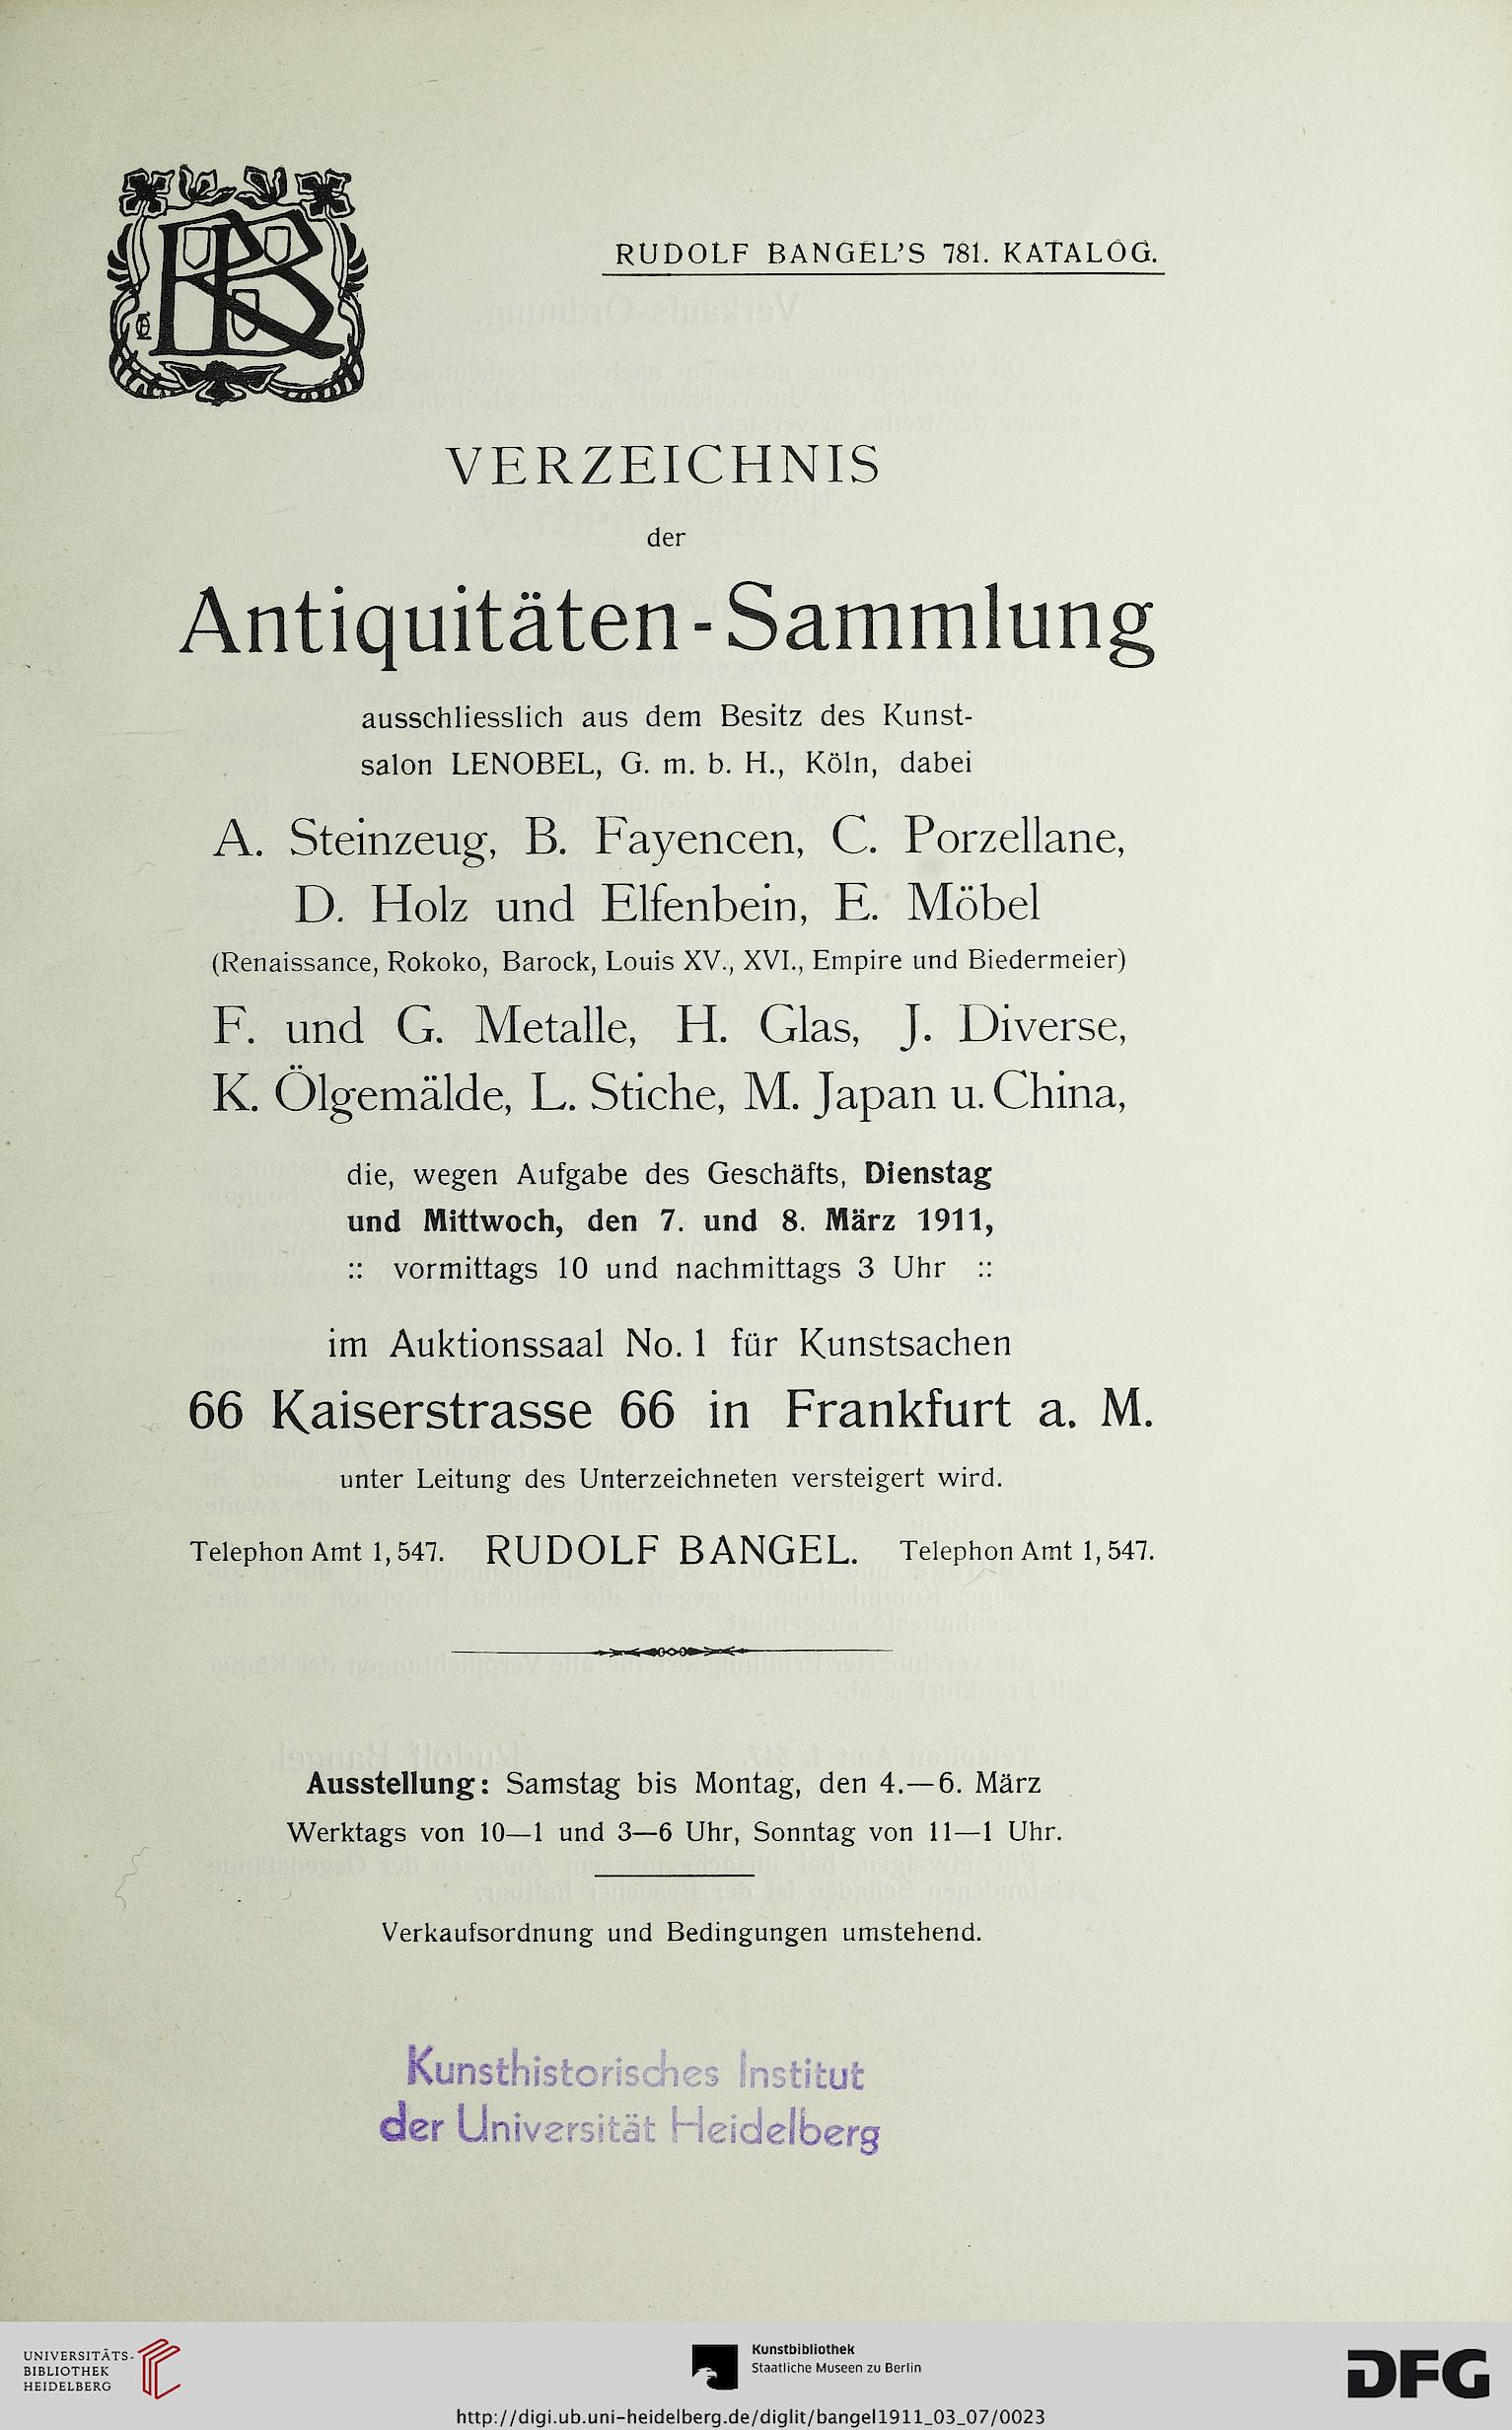 RUDOLF BANGEL'S 781. KATALOG.
VERZEICHNIS
der
Antiquitäten-Sammlung
ausschliesslich aus dem Besitz des Kunst-
salon LENOBEL, G. m. b. H., Köln, dabei
A. Steinzeug, B. Fayencen, C. Porzellane,
D. Holz und Elfenbein, E. Möbel
(Renaissance, Rokoko, Barock, Louis XV., XVI., Empire und Biedermeier)
F. und G. Metalle, H. Glas, J. Diverse,
K. Ölgemälde, L. Stiche, M. Japan u. China,
die, wegen Aufgabe des Geschäfts, Dienstag
und Mittwoch, den 7. und 8. März 1911,
:: vormittags 10 und nachmittags 3 Uhr ::
im Auktionssaal No. 1 für Kunstsachen
66 Kaiserstrasse 66 in Frankfurt a. M.
unter Leitung des Unterzeichneten versteigert wird.
Telephon Amt 1, 547. RUDOLF BANGEL. Telephon Amt 1, 547.
Ausstellung: Samstag bis Montag, den 4.—6. März
Werktags von 10—1 und 3—6 Uhr, Sonntag von 11—1 Uhr.
Verkaufsordnung und Bedingungen umstehend.
Kunsthistorisches Institut
der Universität Heidelberg
UNIVERSITÄTS-
BIBLIOTHEK
HEIDELBERG
Kunstbibliothek
Staatliche Museen zu Berlin
DFG
http://digi.ub.uni-heidelberg.de/diglit/bangel1911_03_07/0023